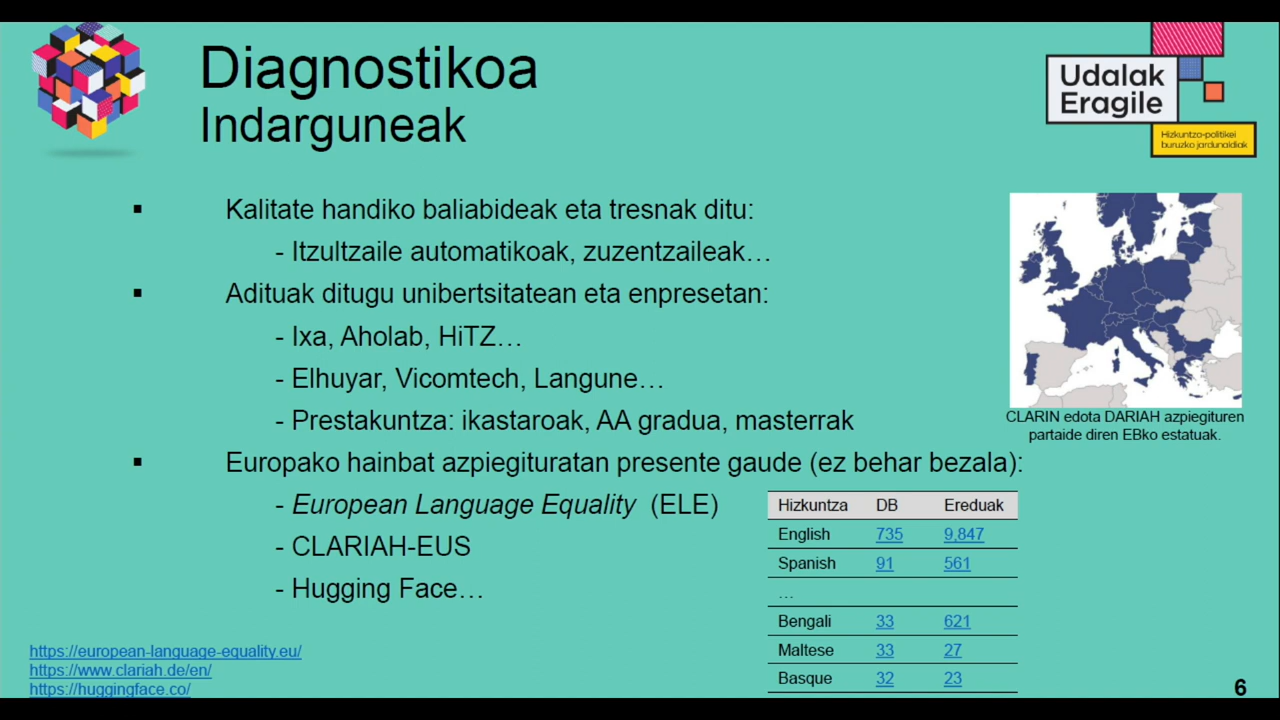 Diagnostikoa
Indarguneak
Udalak
Eragile
Hizkuntza-politikei
buruzko jardunaldiak
▪ Kalitate handiko baliabideak eta tresnak ditu:
- Itzultzaile automatikoak, zuzentzaileak…
▪ Adituak ditugu unibertsitatean eta enpresetan:
- Ixa, Aholab, HiTZ…
- Elhuyar, Vicomtech, Langune…
- Prestakuntza: ikastaroak, AA gradua, masterrak
CLARIN edota DARIAH azpiegituren
partaide diren EBko estatuak.
▪ Europako hainbat azpiegituratan presente gaude (ez behar bezala):
- European Language Equality (ELE)
- CLARIAH-EUS
- Hugging Face…
Hizkuntza DB Ereduak
English 735 9,847
Spanish 91 561
…
Bengali 33 621
Maltese 33 27
Basque 32 23
https://european-language-equality.eu/
https://www.clariah.de/en/
https://huggingface.co/
6